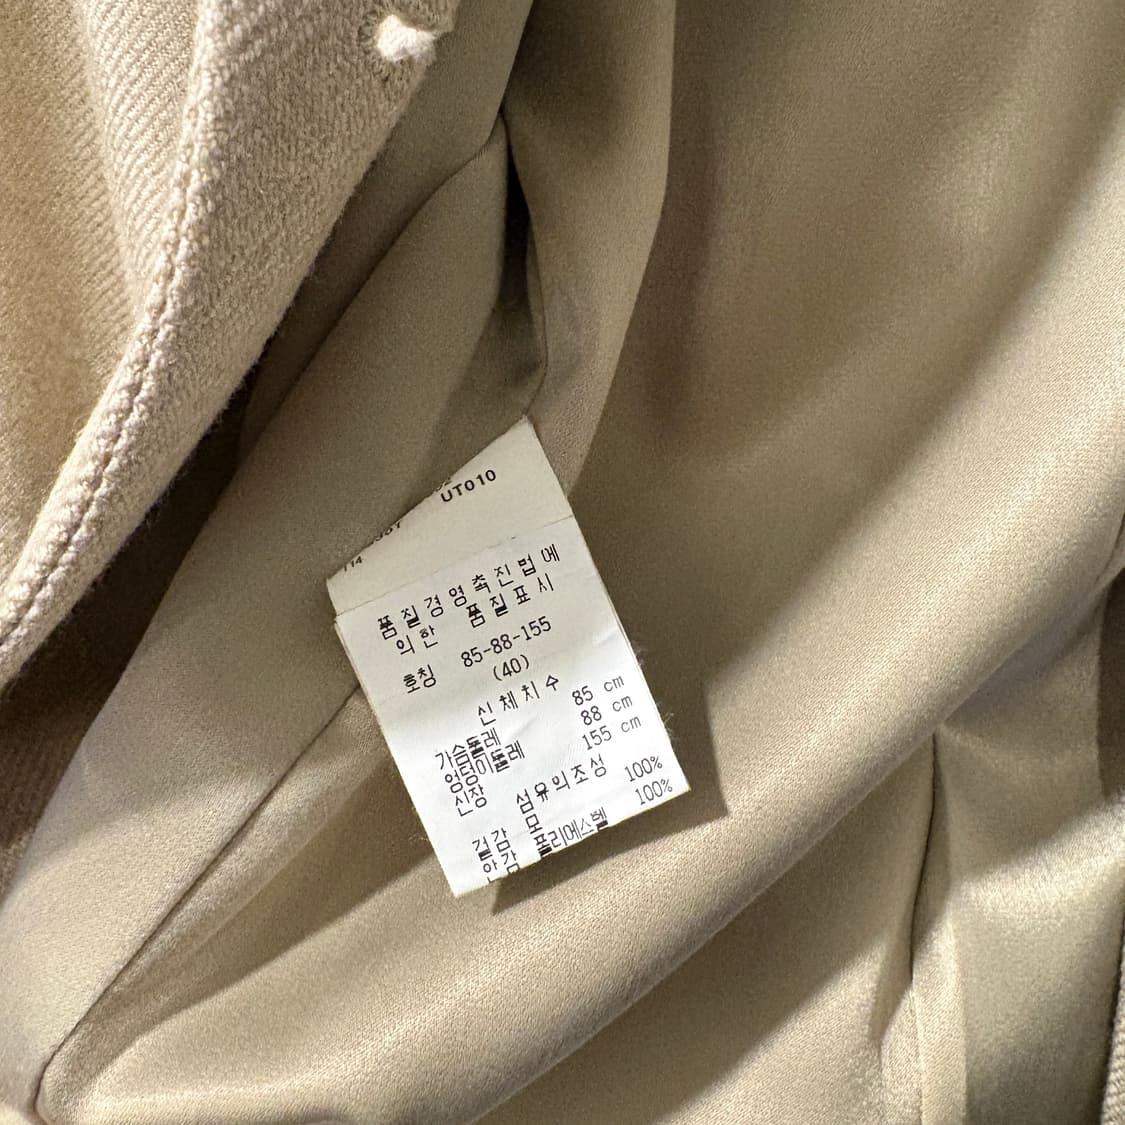 UT010
114
품질경영촉진법에
의한 품질표시
호칭 85-88-155
(40)
신체치수
가슴둘레 85 cm
엉덩이둘레 88 cm
신장 155 cm
섬유의조성
겉감 모 100%
안감 폴리에스텔 100%